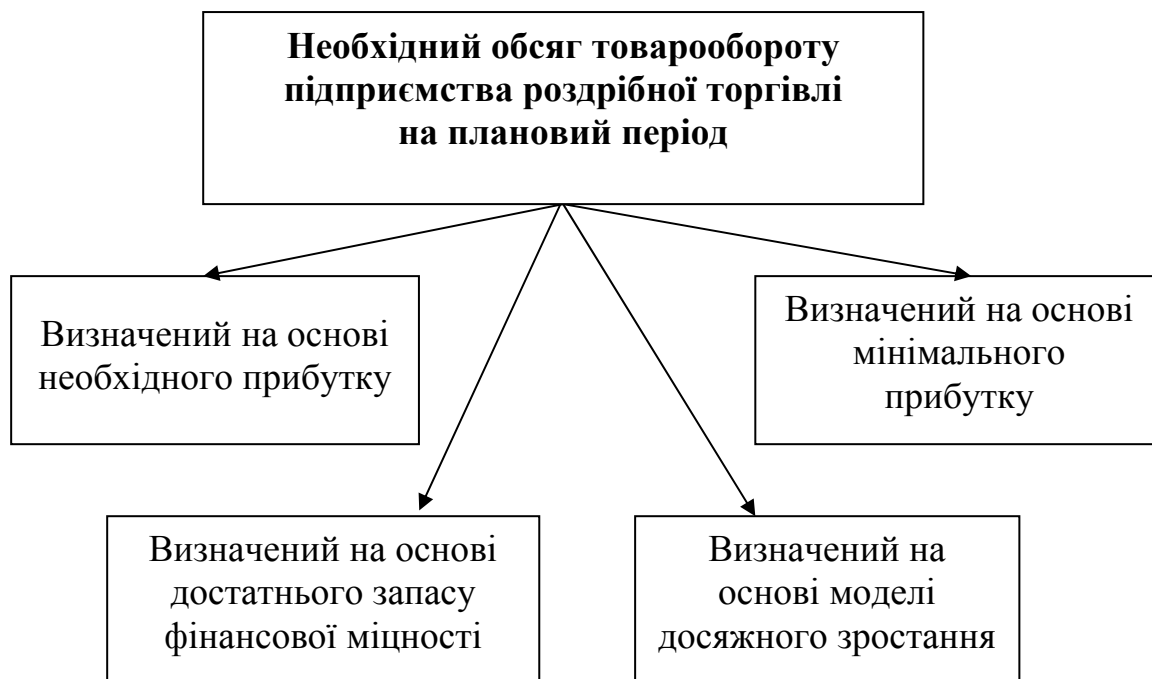 Необхідний обсяг товарообороту
підприємства роздрібної торгівлі
на плановий період
Визначений на основі
необхідного прибутку
Визначений на основі
мінімального
прибутку
Визначений на основі
достатнього запасу
фінансової міцності
Визначений на
основі моделі
досяжного зростання